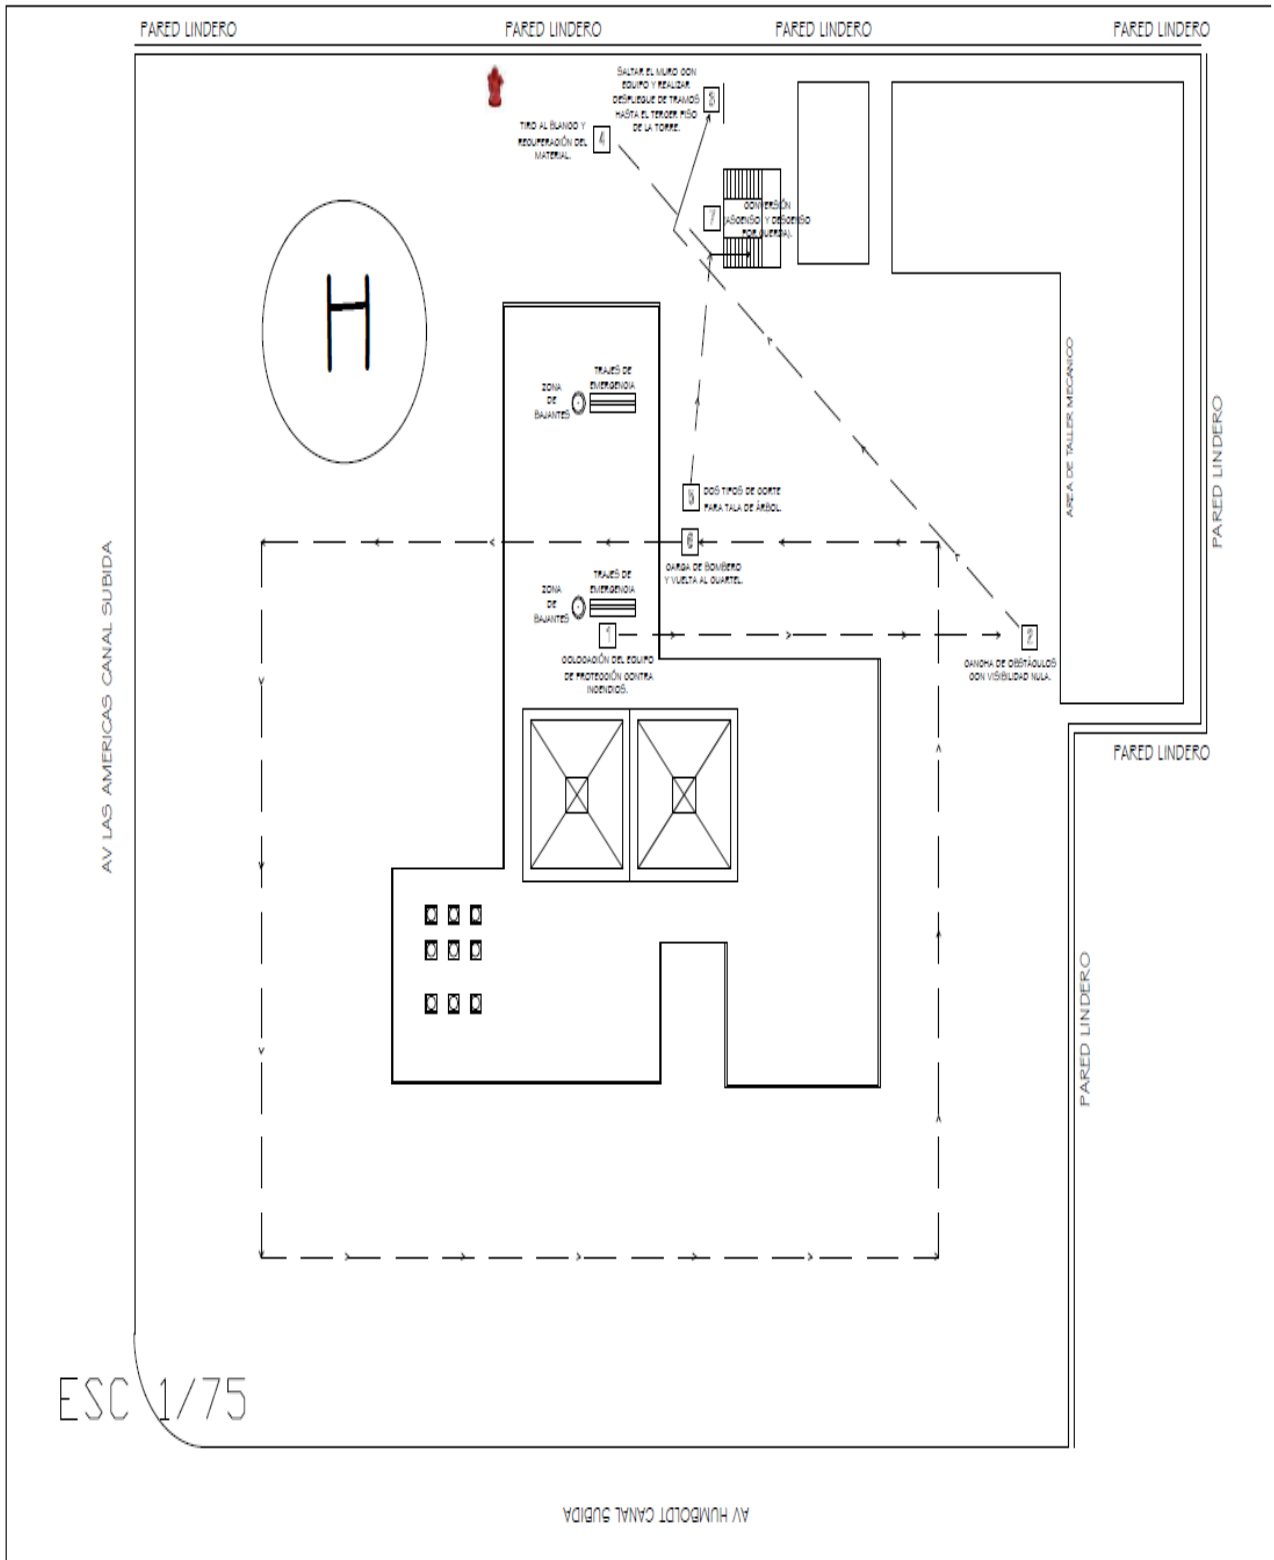 PARED LINDERO
PARED LINDERO
PARED LINDERO
PARED LINDERO
SALTAR EL MURO CON
EQUIPO Y REALIZAR
DESPLIEGUE DE TRAMOS
HASTA EL TERCER PISO
DE LA TORRE.
TIRO AL BLANCO Y
RECUPERACIÓN DEL
MATERIAL.
4
7
CONVERSIÓN
(ASCENSO Y DESCENSO
POR CUERDA).
H
ZONA
DE
BAJANTES
TRAJES DE
EMERGENCIA
AREA DE TALLER MECANICO
PARED LINDERO
5
DOS TIPOS DE CORTE
PARA TALA DE ÁRBOL.
6
CARGA DE BOMBERO
Y VUELTA AL CUARTEL.
AV LAS AMERICAS CANAL SUBIDA
ZONA
DE
BAJANTES
TRAJES DE
EMERGENCIA
1
COLOCACIÓN DEL EQUIPO
DE PROTECCIÓN CONTRA
INCENDIOS.
2
CANCHA DE OBSTÁCULOS
CON VISIBILIDAD NULA.
PARED LINDERO
PARED LINDERO
ESC 1/75
AV HUMBOLDT CANAL SUBIDA